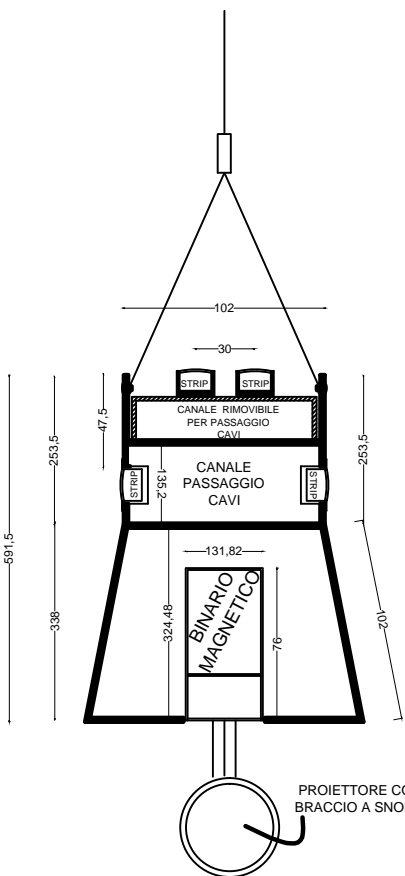 102
30
STRIP STRIP
CANALE RIMOVIBILE
PER PASSAGGIO
CAVI
47,5
253,5
253,5
CANALE
PASSAGGIO
CAVI
135,2
STRIP
STRIP
591,5
131,82
BINARIO
MAGNETICO
324,48
338
76
102
PROIETTORE CO
BRACCIO A SNO